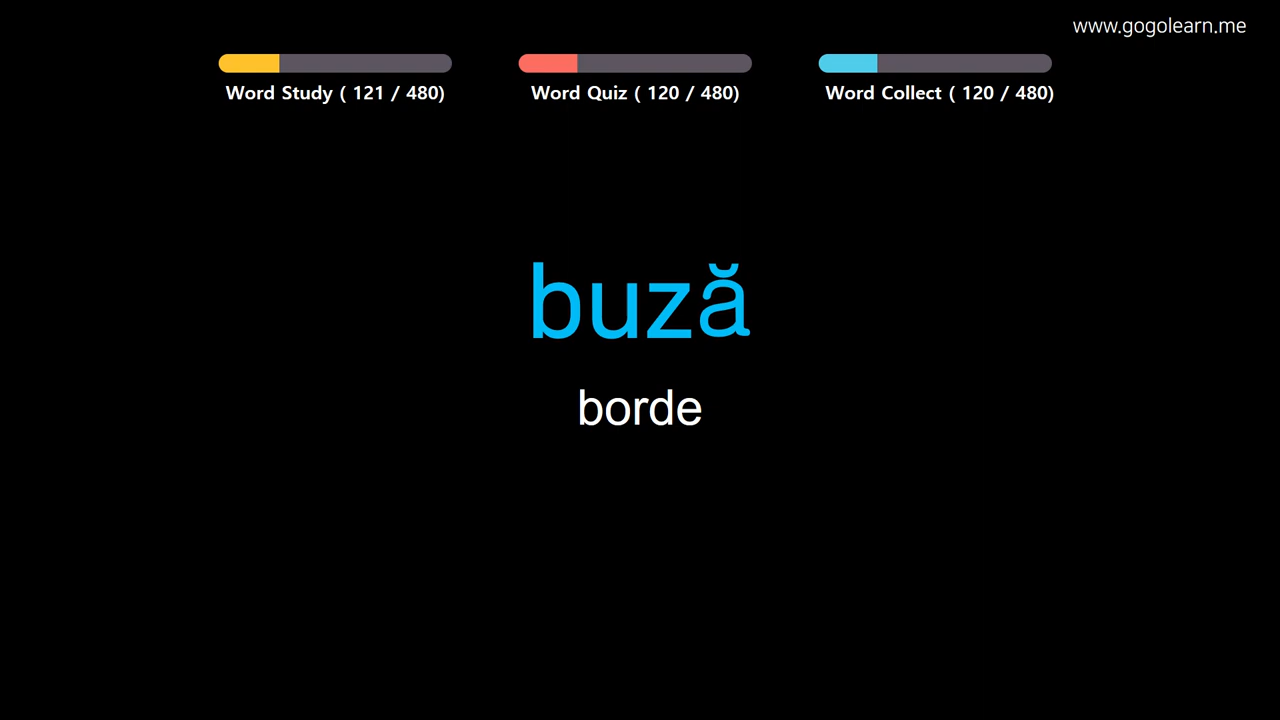 www.gogolearn.me
Word Study ( 121 / 480)
Word Quiz ( 120 / 480)
Word Collect ( 120 / 480)
buză
borde